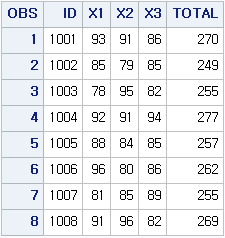 OBS ID X1 X2 X3 TOTAL
1 1001 93 91 86 270
2 1002 85 79 85 249
3 1003 78 95 82 255
4 1004 92 91 94 277
5 1005 88 84 85 257
6 1006 96 80 86 262
7 1007 81 85 89 255
8 1008 91 96 82 269